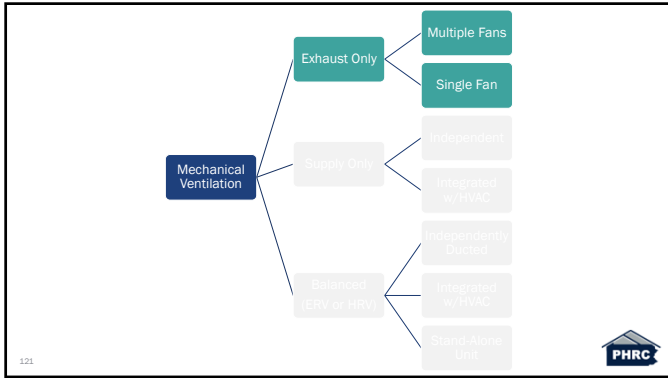 Multiple Fans
Exhaust Only
Single Fan
Independent
Mechanical
Ventilation
Supply Only
Integrated
w/HVAC
Independently
Ducted
Balanced
(ERV or HRV)
Integrated
w/HVAC
Stand-Alone
Unit
121
PHRC